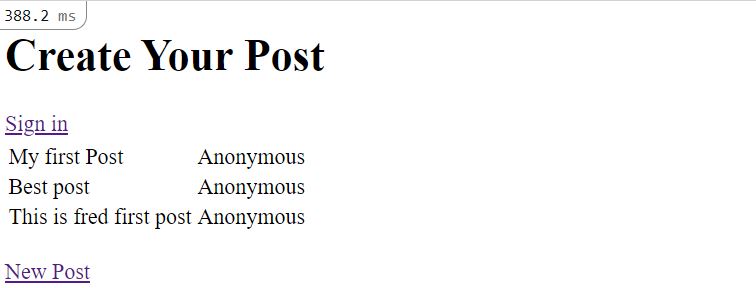 388.2 ms
Create Your Post
Sign in
My first Post Anonymous
Best post Anonymous
This is fred first post Anonymous
New Post